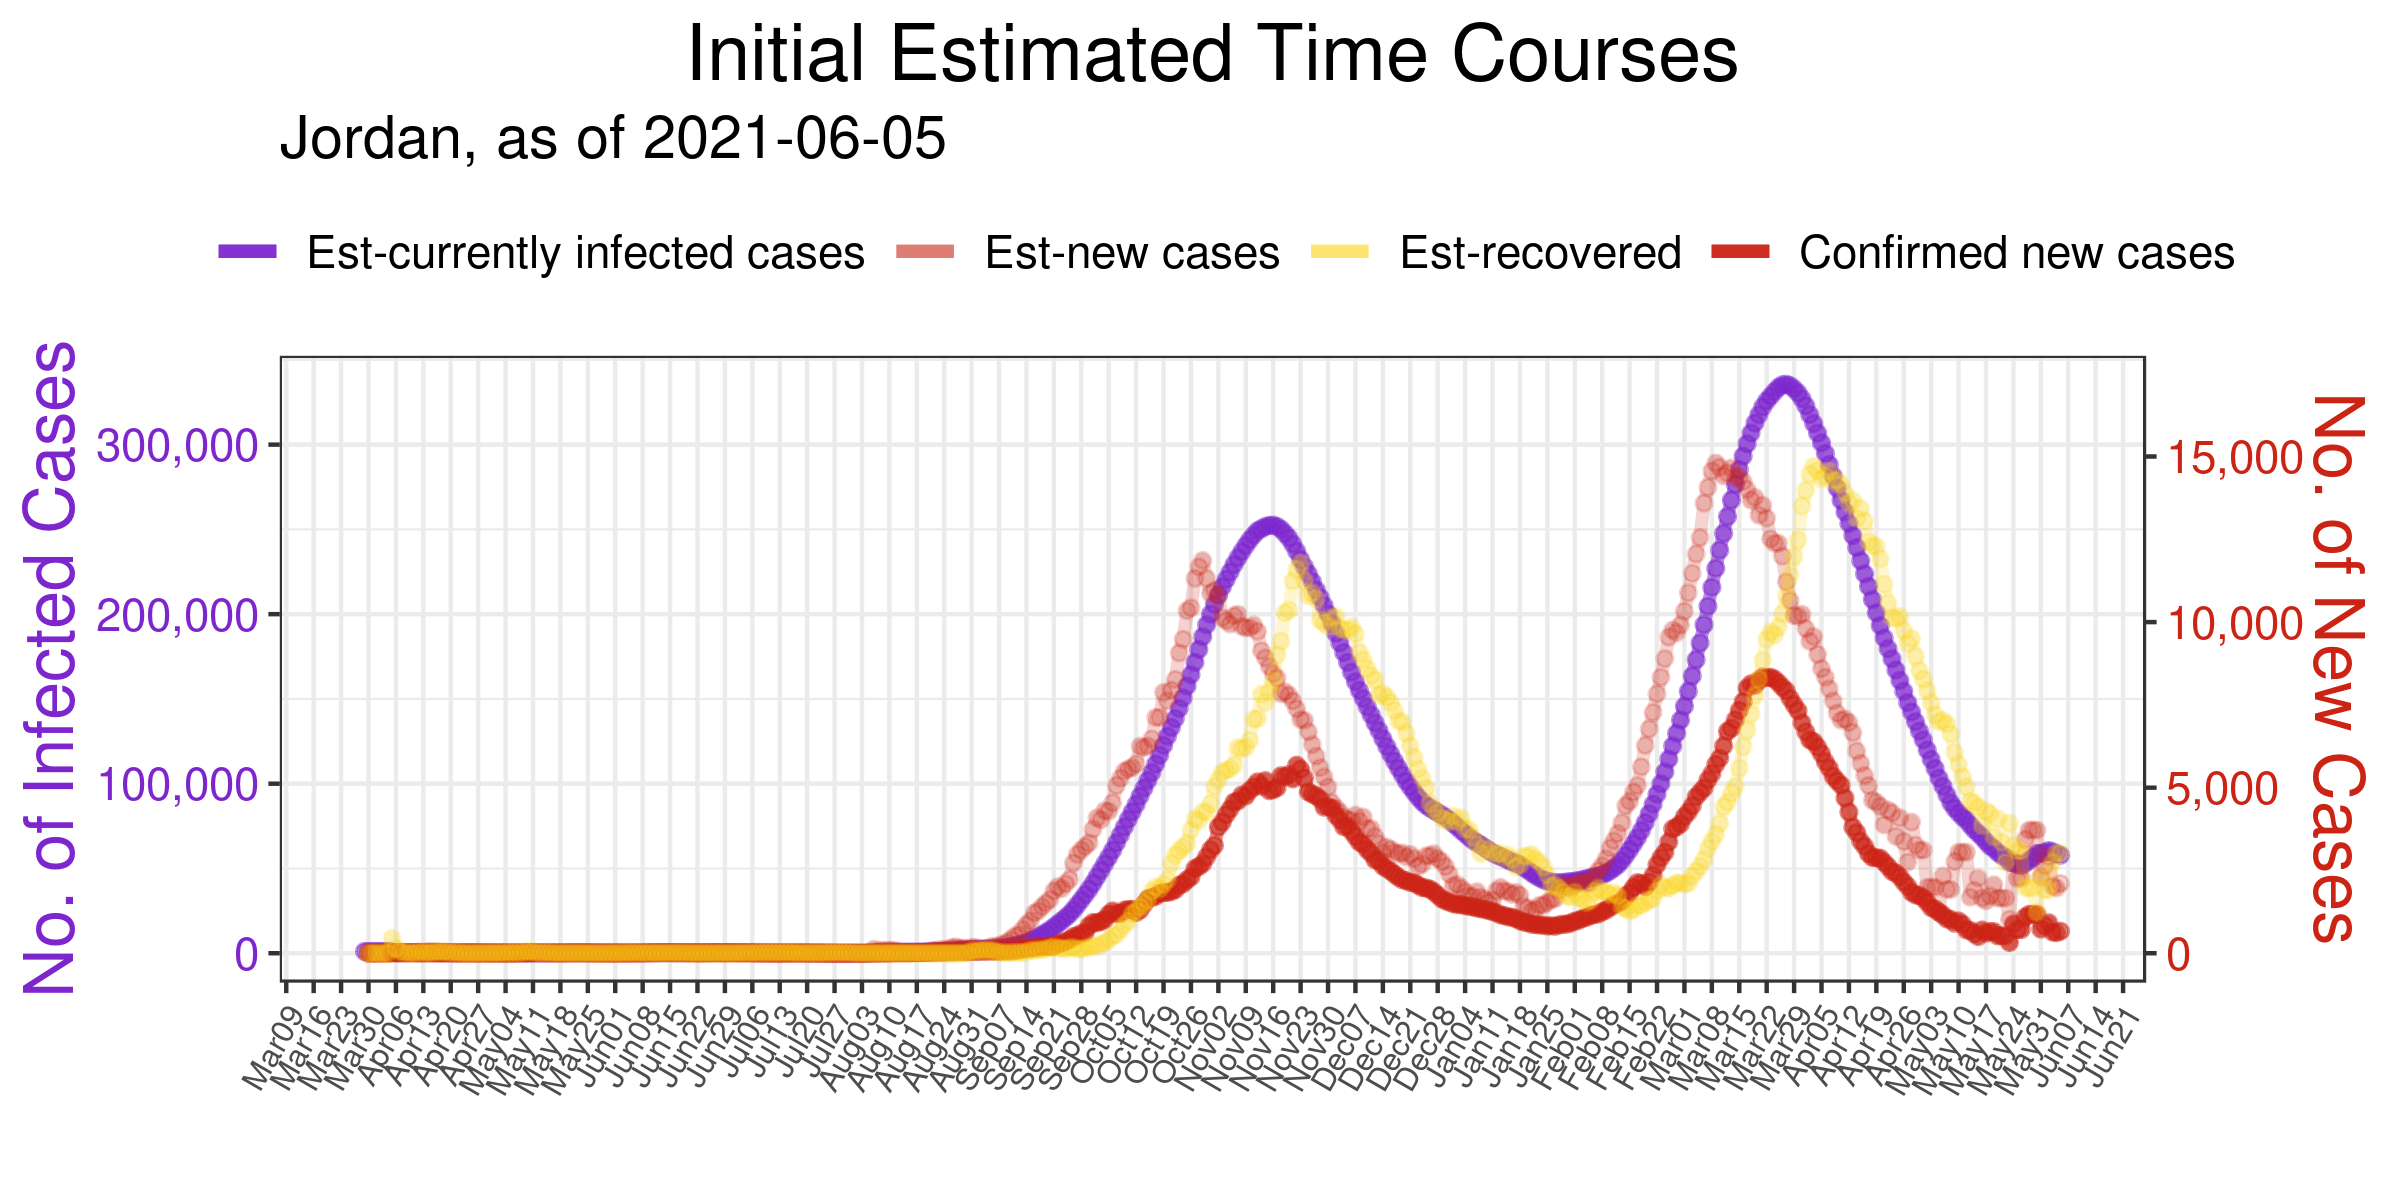 Initial Estimated Time Courses
Jordan, as of 2021-06-05
Est-currently infected cases Est-new cases Est-recovered Confirmed new cases
No. of Infected Cases
300,000
200,000
100,000
0
15,000
10,000
5,000
0
No. of New Cases
Mar09 Mar16 Mar23 Mar30 Apr06 Apr13 Apr20 Apr27 May04 May11 May18 May25 Jun01 Jun08 Jun15 Jun22 Jun29 Jul06 Jul13 Jul20 Jul27 Aug03 Aug10 Aug17 Aug24 Aug31 Sep07 Sep14 Sep21 Sep28 Oct05 Oct12 Oct19 Oct26 Nov02 Nov09 Nov16 Nov23 Nov30 Dec07 Dec14 Dec21 Dec28 Jan04 Jan11 Jan18 Jan25 Feb01 Feb08 Feb15 Feb22 Mar01 Mar08 Mar15 Mar22 Mar29 Apr05 Apr12 Apr19 Apr26 May03 May10 May17 May24 May31 Jun07 Jun14 Jun21